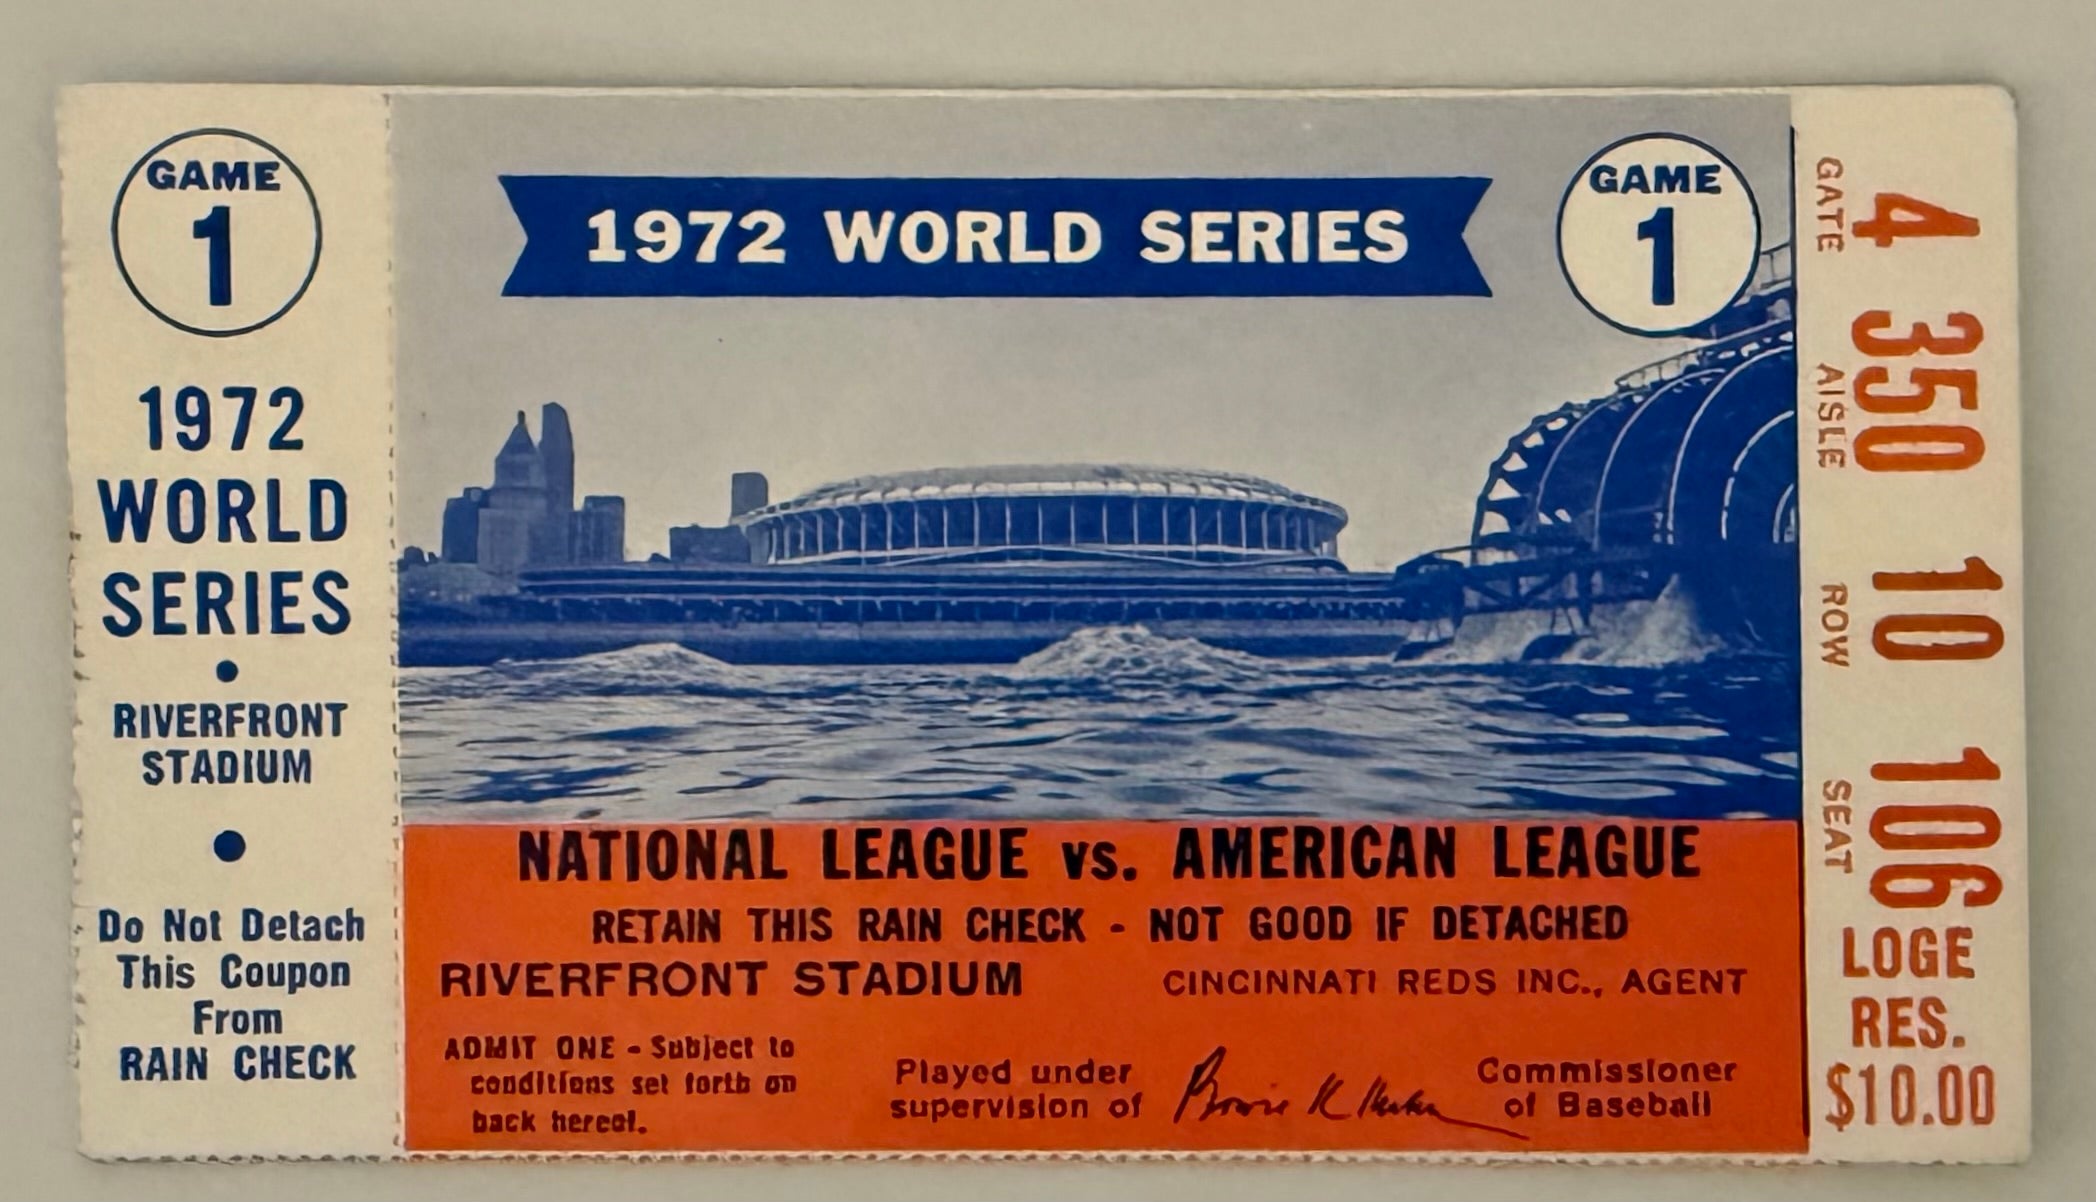 GAME
1
1972
WORLD
SERIES
•
RIVERFRONT
STADIUM
•
Do Not Detach
This Coupon
From
RAIN CHECK
1972 WORLD SERIES
GAME
1
NATIONAL LEAGUE vs. AMERICAN LEAGUE
RETAIN THIS RAIN CHECK - NOT GOOD IF DETACHED
RIVERFRONT STADIUM CINCINNATI REDS INC., AGENT
ADMIT ONE - Subject to
conditions set forth on
back hereof.
Played under
supervision of
Bowie K Kuhn
Commissioner
of Baseball
GATE 4
AISLE 350
ROW 10
SEAT 106
LOGE
RES.
$10.00